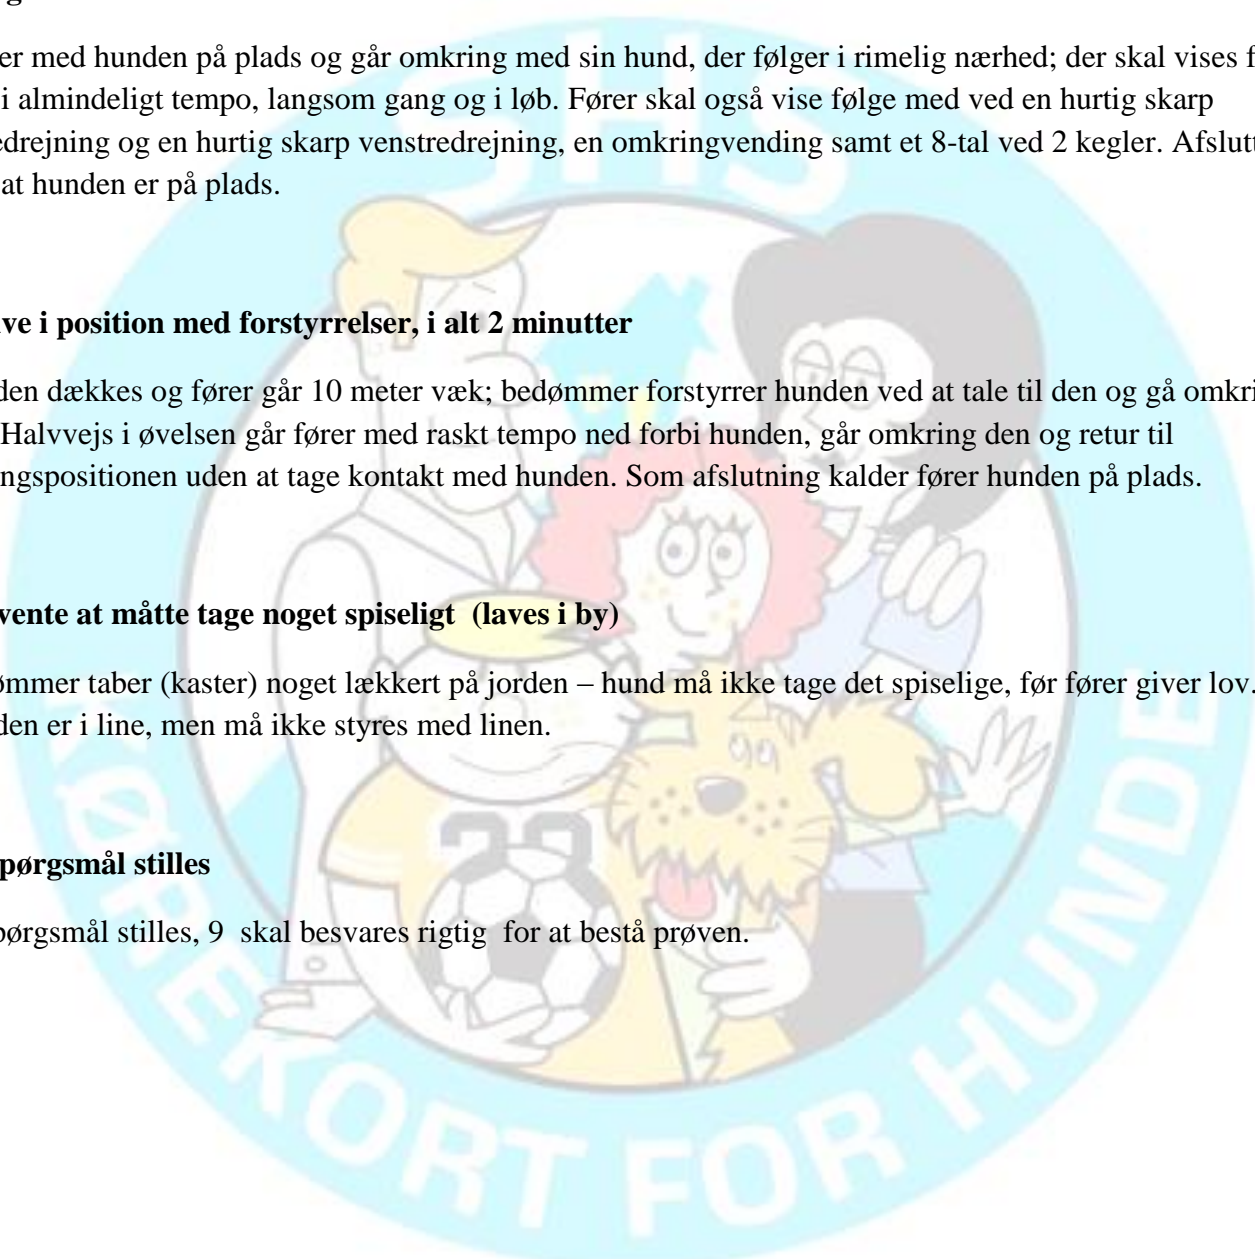 er med hunden på plads og går omkring med sin hund, der følger i rimelig nærhed; der skal vises f
i almindeligt tempo, langsom gang og i løb. Fører skal også vise følge med ved en hurtig skarp
edrejning og en hurtig skarp venstredrejning, en omkringvending samt et 8-tal ved 2 kegler. Afslutt
at hunden er på plads.
ive i position med forstyrrelser, i alt 2 minutter
den dækkes og fører går 10 meter væk; bedømmer forstyrrer hunden ved at tale til den og gå omkri
Halvvejs i øvelsen går fører med raskt tempo ned forbi hunden, går omkring den og retur til
ngspositionen uden at tage kontakt med hunden. Som afslutning kalder fører hunden på plads.
vente at måtte tage noget spiseligt (laves i by)
ømmer taber (kaster) noget lækkert på jorden – hund må ikke tage det spiselige, før fører giver lov.
den er i line, men må ikke styres med linen.
pørgsmål stilles
pørgsmål stilles, 9 skal besvares rigtig for at bestå prøven.
SHS
KØREKORT FOR HUNDE
23